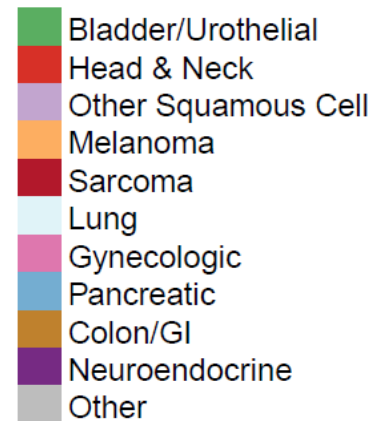 Bladder/Urothelial
Head & Neck
Other Squamous Cell
Melanoma
Sarcoma
Lung
Gynecologic
Pancreatic
Colon/GI
Neuroendocrine
Other